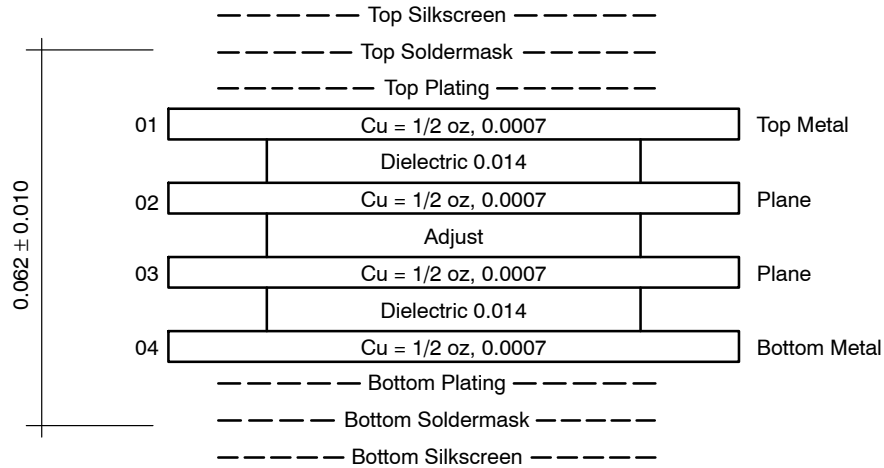 Top Silkscreen
Top Soldermask
Top Plating
01 Cu = 1/2 oz, 0.0007 Top Metal
Dielectric 0.014
02 Cu = 1/2 oz, 0.0007 Plane
0.062 ± 0.010
Adjust
03 Cu = 1/2 oz, 0.0007 Plane
Dielectric 0.014
04 Cu = 1/2 oz, 0.0007 Bottom Metal
Bottom Plating
Bottom Soldermask
Bottom Silkscreen